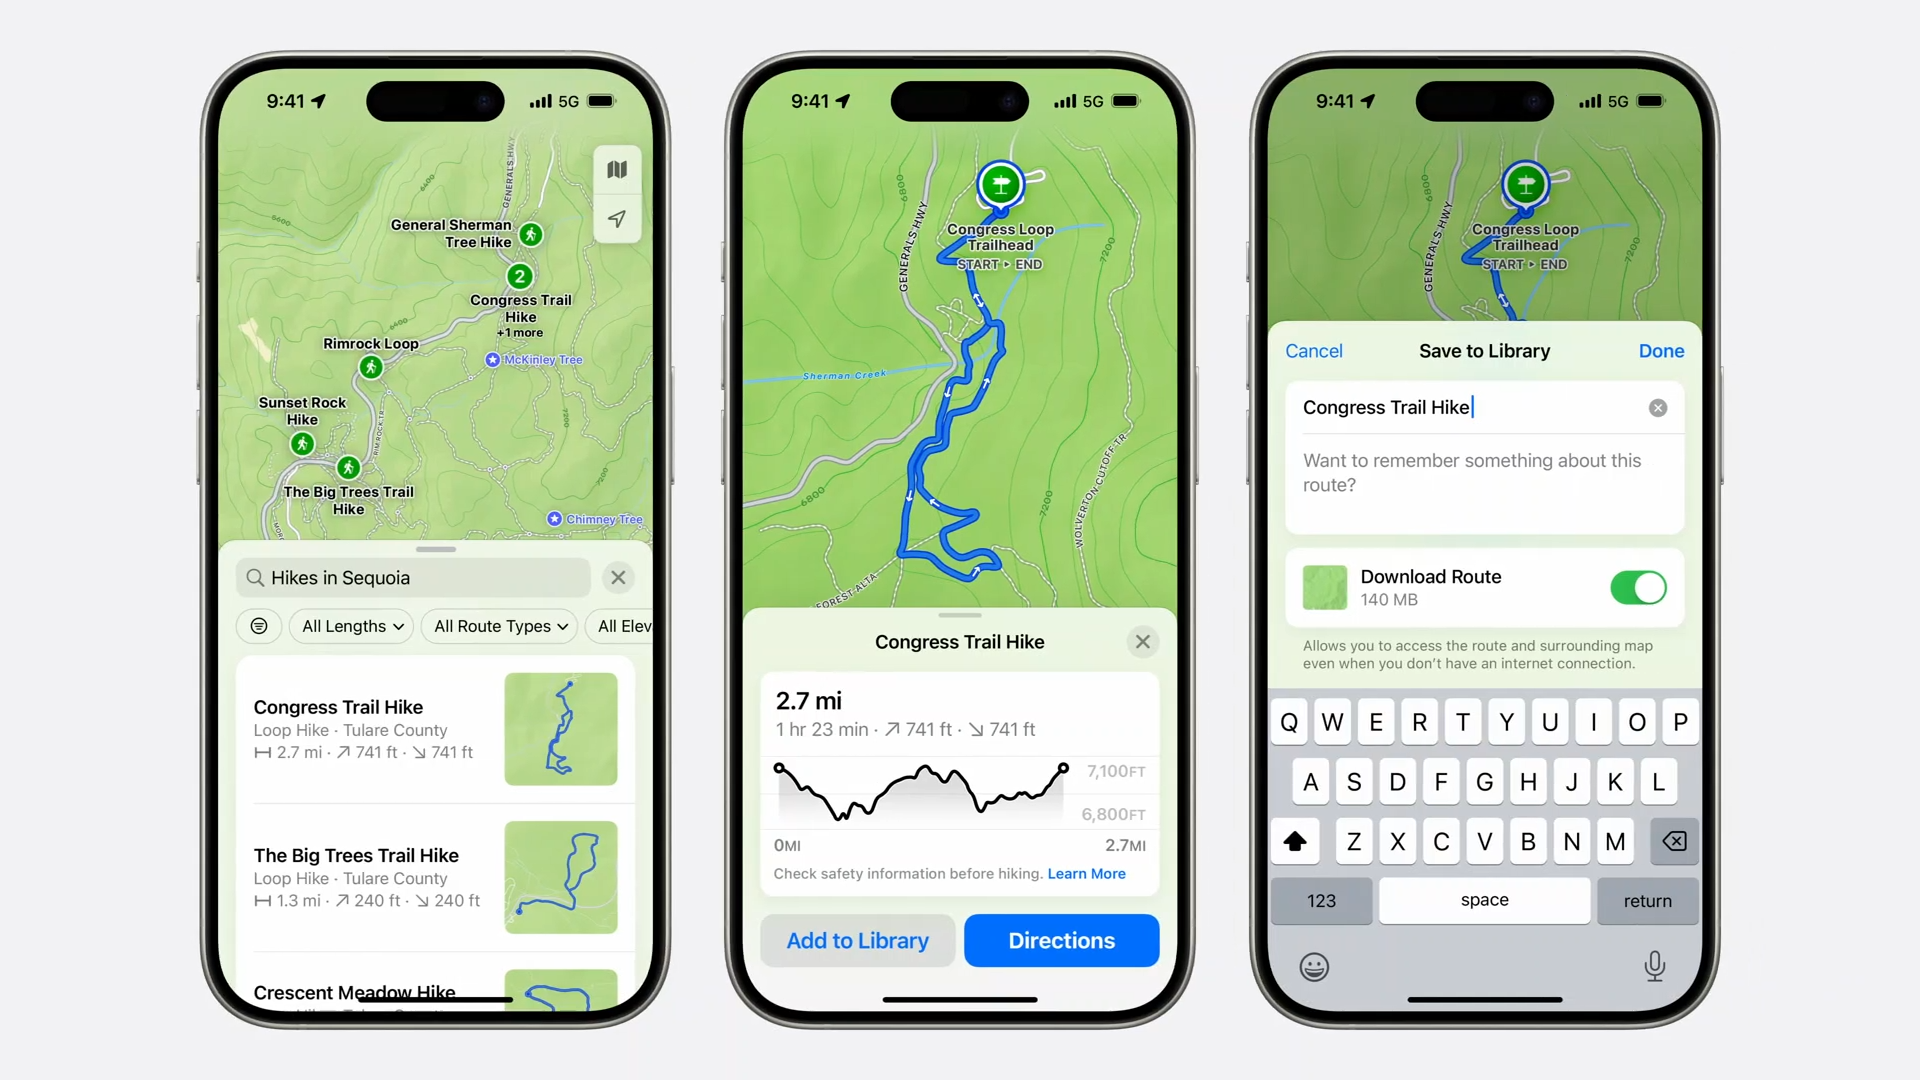 9:41
5G
GENERALS HWY
6400
6600
General Sherman
Tree Hike
2
Congress Trail
Hike
+1 more
6400
Rimrock Loop
McKinley Tree
Sunset Rock
Hike
RIMROCK TR
7200
The Big Trees Trail
Hike
7200
Chimney Tree
Hikes in Sequoia
All Lengths
All Route Types
All Elev
Congress Trail Hike
Loop Hike · Tulare County
2.7 mi · ↗ 741 ft · ↘ 741 ft
The Big Trees Trail Hike
Loop Hike · Tulare County
1.3 mi · ↗ 240 ft · ↘ 240 ft
Crescent Meadow Hike
9:41
5G
6800
GENERALS HWY
Congress Loop
Trailhead
START ▸ END
7200
Sherman Creek
6800
7200
WOLVERTON CUTOFF TR
FOREST ALTA
Congress Trail Hike
2.7 mi
1 hr 23 min · ↗ 741 ft · ↘ 741 ft
7,100FT
6,800FT
0MI
2.7MI
Check safety information before hiking. Learn More
Add to Library
Directions
9:41
5G
6800
GENERALS HWY
Congress Loop
Trailhead
START ▸ END
7200
Cancel
Save to Library
Done
Congress Trail Hike
Want to remember something about this
route?
Download Route
140 MB
Allows you to access the route and surrounding map
even when you don't have an internet connection.
Q W E R T Y U I O P
A S D F G H J K L
Z X C V B N M
123
space
return